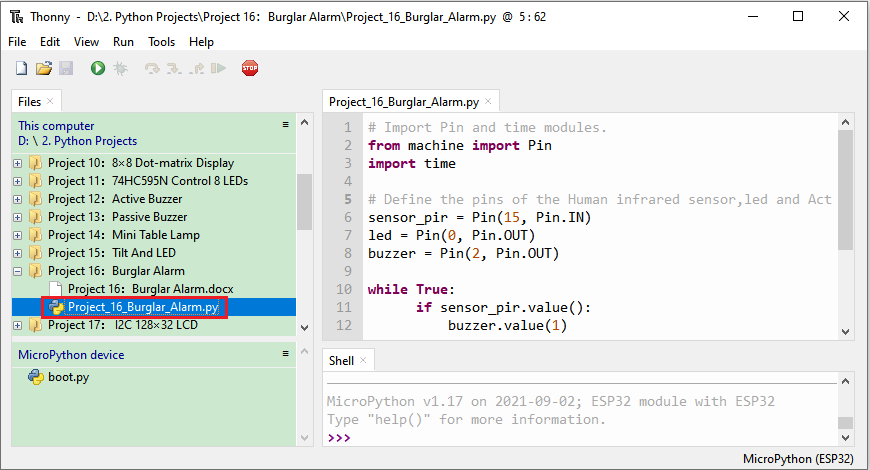 Thonny - D:\2. Python Projects\Project 16： Burglar Alarm\Project_16_Burglar_Alarm.py @ 5 : 62
File Edit View Run Tools Help
STOP
Files
This computer
D: \ 2. Python Projects
Project 10： 8×8 Dot-matrix Display
Project 11： 74HC595N Control 8 LEDs
Project 12： Active Buzzer
Project 13： Passive Buzzer
Project 14： Mini Table Lamp
Project 15： Tilt And LED
Project 16： Burglar Alarm
Project 16：Burglar Alarm.docx
Project_16_Burglar_Alarm.py
Project 17： I2C 128×32 LCD
MicroPython device
boot.py
Project_16_Burglar_Alarm.py
1 # Import Pin and time modules.
2 from machine import Pin
3 import time
4
5 # Define the pins of the Human infrared sensor,led and Act
6 sensor_pir = Pin(15, Pin.IN)
7 led = Pin(0, Pin.OUT)
8 buzzer = Pin(2, Pin.OUT)
9
10 while True:
11 if sensor_pir.value():
12 buzzer.value(1)
Shell
MicroPython v1.17 on 2021-09-02; ESP32 module with ESP32
Type "help()" for more information.
>>>
MicroPython (ESP32)